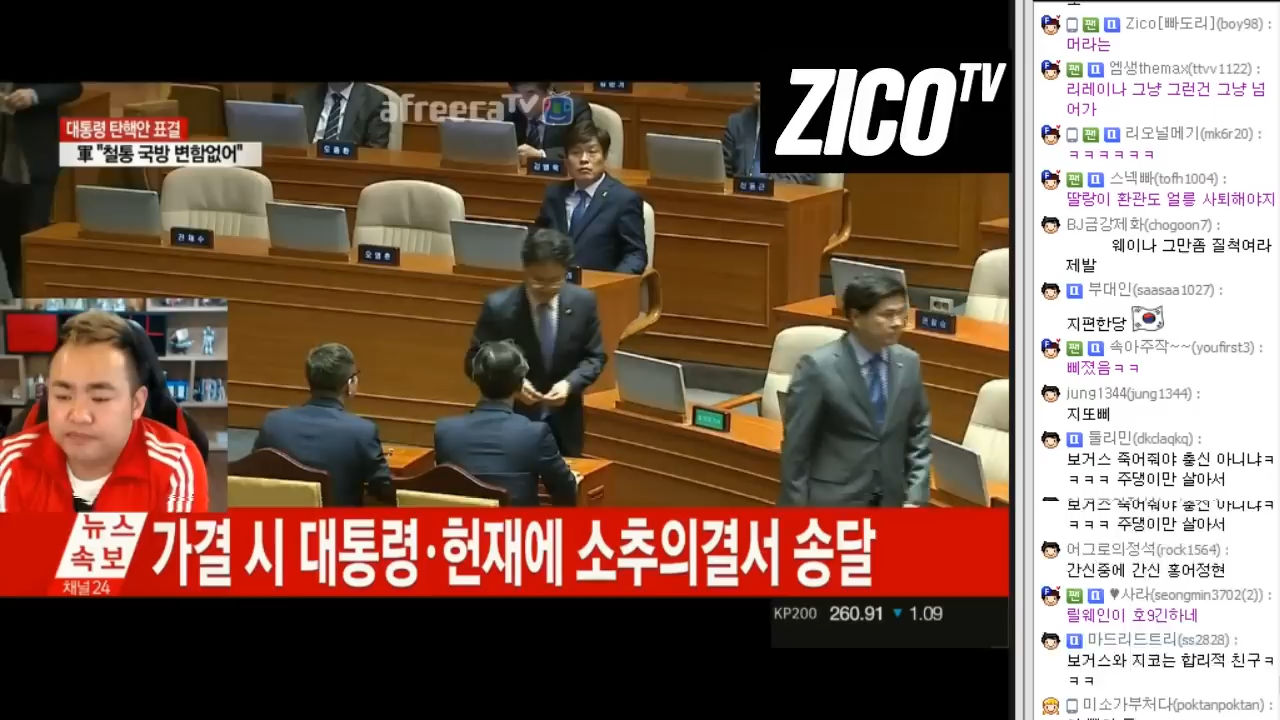 afreeca TV
ZICO TV
대통령 탄핵안 표결
軍 "철통 국방 변함없어"
뉴스
속보
채널24
가결 시 대통령·헌재에 소추의결서 송달
KP200 260.91 ▼ 1.09
Zico[빠도리](boy98) :
머라는
엠생themax(ttvv1122) :
리레이나 그냥 그런건 그냥 넘
어가
리오널메기(mk6r20) :
ㅋㅋㅋㅋㅋㅋ
스넥빠(tofh1004) :
딸랑이 환관도 얼릉 사퇴해야지
BJ금강제화(chogoon7) :
웨이나 그만좀 질척여라
제발
부대인(saasaa1027) :
지편한당
속아주작~~(youfirst3) :
삐졌음ㅋㅋ
jung1344(jung1344) :
지또삐
둘리민(dkclaqkq) :
보거스 죽어줘야 충신 아니냐ㅋ
ㅋㅋㅋ 주댕이만 살아서
보거스 죽어줘야 충신 아니냐ㅋ
ㅋㅋㅋ 주댕이만 살아서
어그로의정석(rock1564) :
간신중에 간신 홍어정현
♥사라(seongmin3702(2)) :
릴웨인이 호9긴하네
마드리드트리(ss2828) :
보거스와 지코는 합리적 친구ㅋ
ㅋㅋ
미소가부처다(poktanpoktan) :